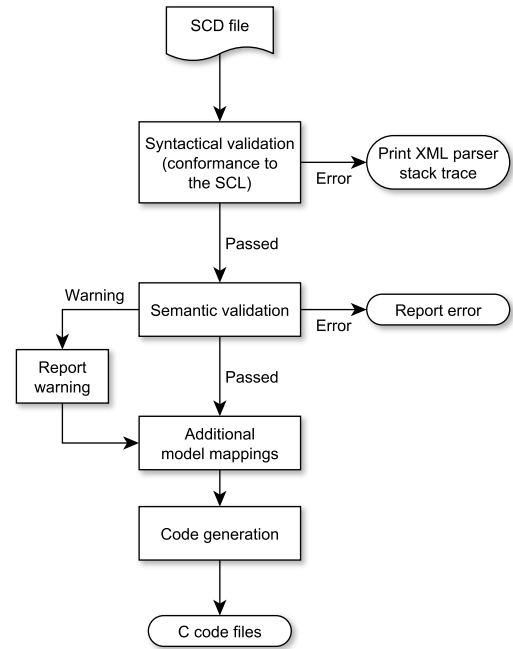 SCD file
Syntactical validation
(conformance to
the SCL)
Error
Print XML parser
stack trace
Passed
Warning
Semantic validation
Error
Report error
Report
warning
Passed
Additional
model mappings
Code generation
C code files